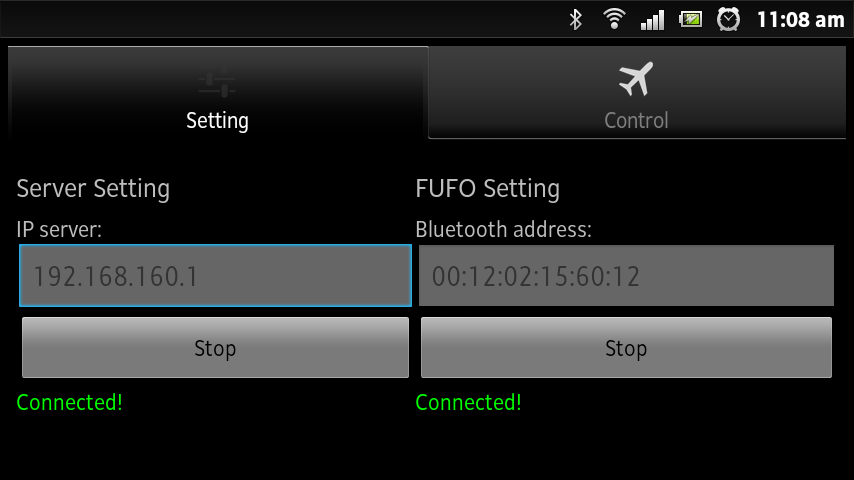 11:08 am
Setting
Control
Server Setting
IP server:
192.168.160.1
Stop
Connected!
FUFO Setting
Bluetooth address:
00:12:02:15:60:12
Stop
Connected!